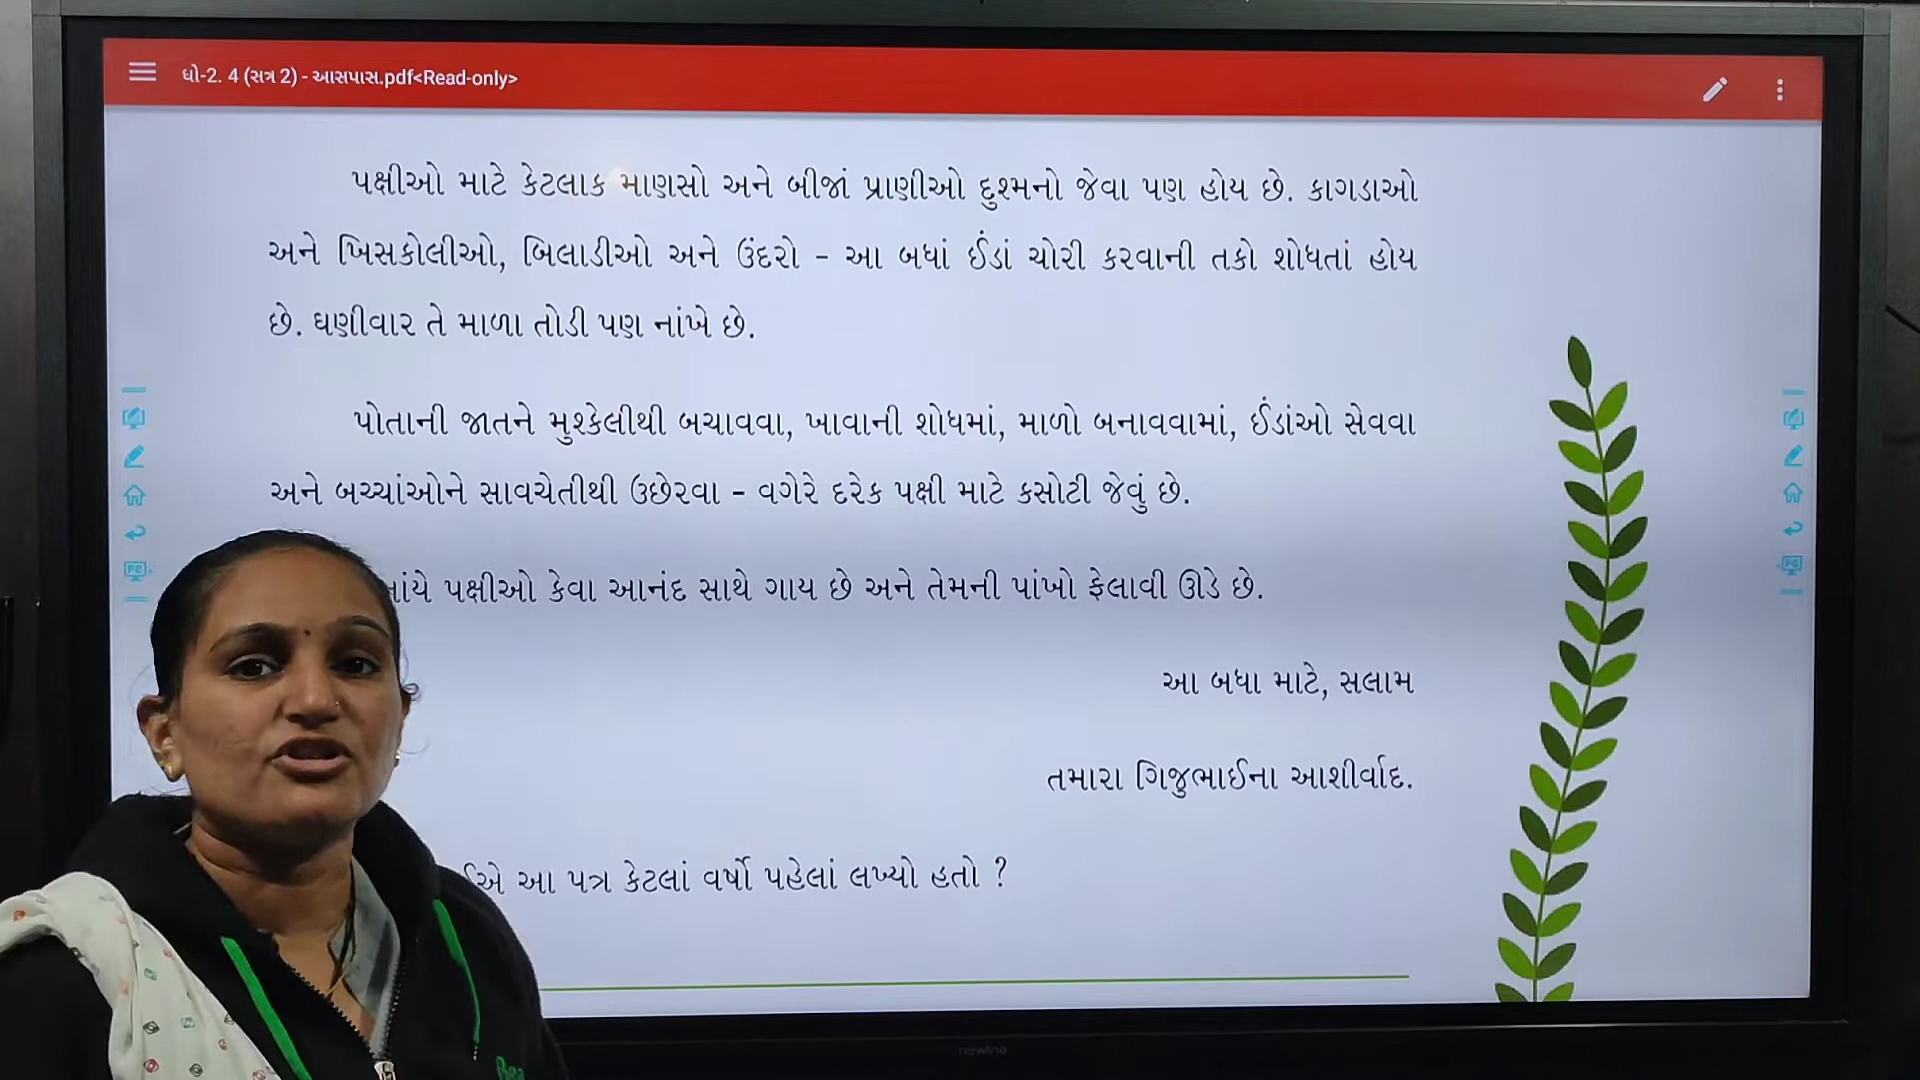 ધો-2. 4 (સત્ર 2) - આસપાસ.pdf<Read-only>
પક્ષીઓ માટે કેટલાક માણસો અને બીજાં પ્રાણીઓ દુશ્મનો જેવા પણ હોય છે. કાગડાઓ
અને ખિસકોલીઓ, બિલાડીઓ અને ઉંદરો - આ બધાં ઈંડાં ચોરી કરવાની તકો શોધતાં હોય
છે. ઘણીવાર તે માળા તોડી પણ નાંખે છે.
પોતાની જાતને મુશ્કેલીથી બચાવવા, ખાવાની શોધમાં, માળો બનાવવામાં, ઈંડાંઓ સેવવા
અને બચ્ચાંઓને સાવચેતીથી ઉછેરવા - વગેરે દરેક પક્ષી માટે કસોટી જેવું છે.
પક્ષીઓ કેવા આનંદ સાથે ગાય છે અને તેમની પાંખો ફેલાવી ઊડે છે.
આ બધા માટે, સલામ
તમારા ગિજુભાઈના આશીર્વાદ.
આ પત્ર કેટલાં વર્ષો પહેલાં લખ્યો હતો ?
newline